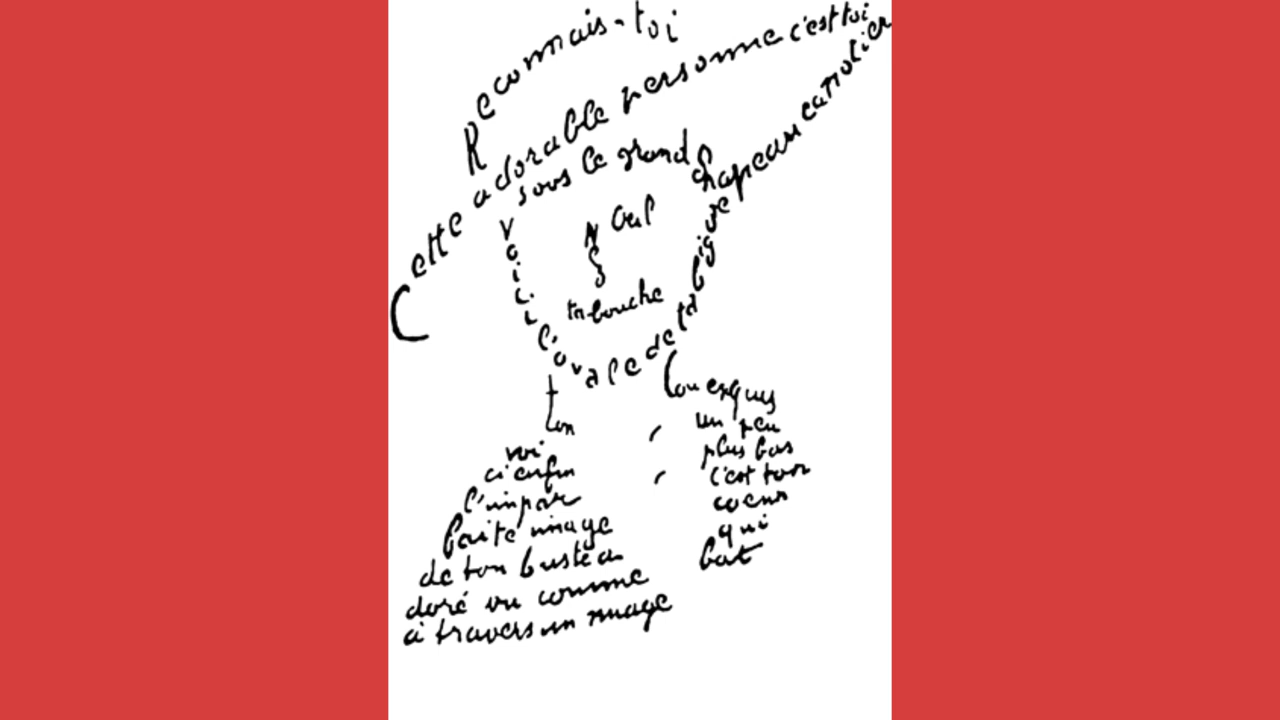 Reconnais-toi
Cette adorable personne c'est toi
sous le grand chapeau canotier
Oeil
Nez
ta bouche
Voici l'ovale de ta figure
ton
cou exquis
voi
ci enfin
l'impar
faite image
de ton buste a
doré vu comme
à travers un nuage
un peu
plus bas
c'est ton
coeur
qui
bat